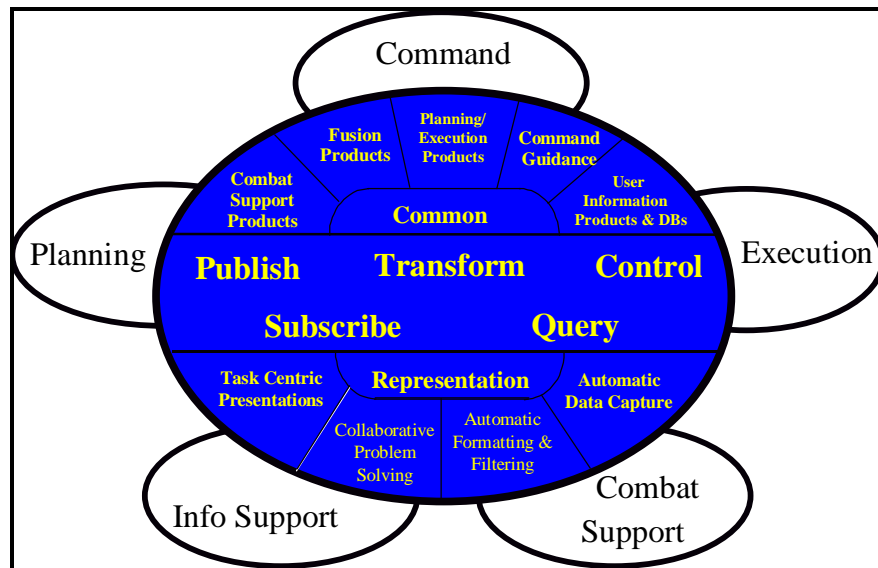 Command
Fusion
Products
Planning/
Execution
Products
Command
Guidance
Combat
Support
Products
User
Information
Products & DBs
Common
Planning
Execution
Publish
Transform
Control
Subscribe
Query
Task Centric
Presentations
Representation
Automatic
Data Capture
Collaborative
Problem
Solving
Automatic
Formatting &
Filtering
Info Support
Combat
Support